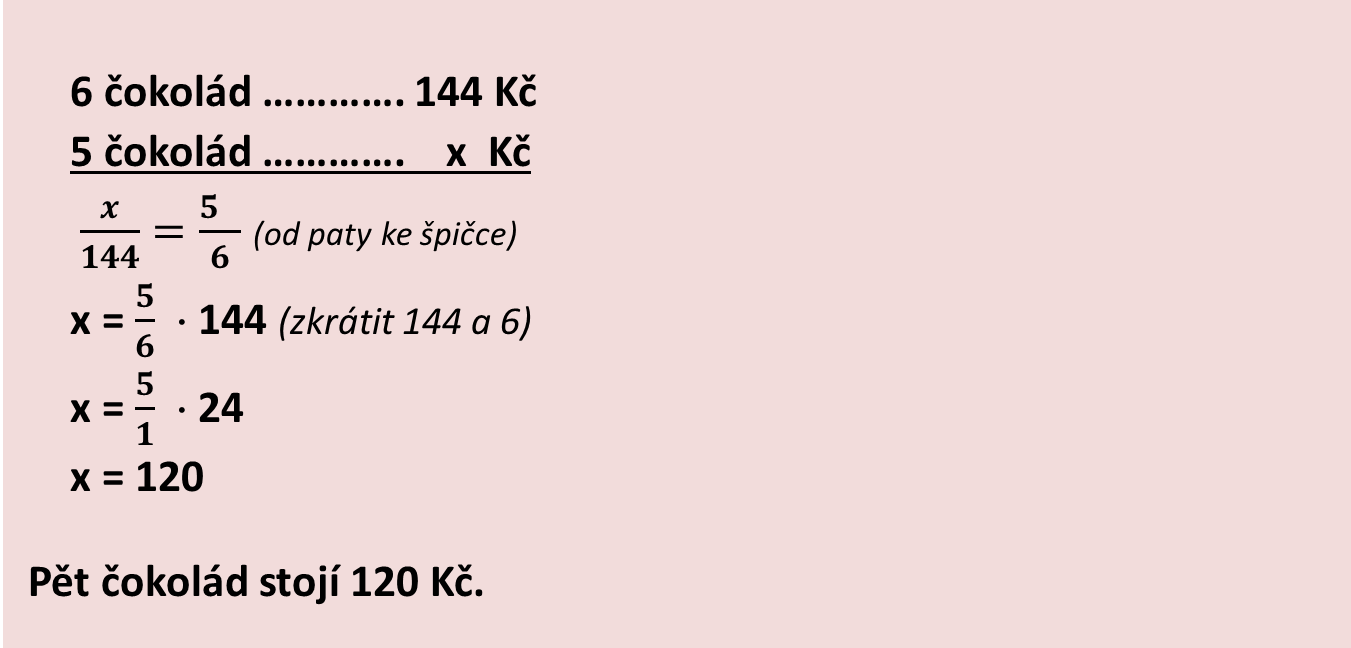 6 čokolád …………. 144 Kč
5 čokolád …………. x Kč
x/144 = 5/6 (od paty ke špičce)
x = 5/6 · 144 (zkrátit 144 a 6)
x = 5/1 · 24
x = 120
Pět čokolád stojí 120 Kč.